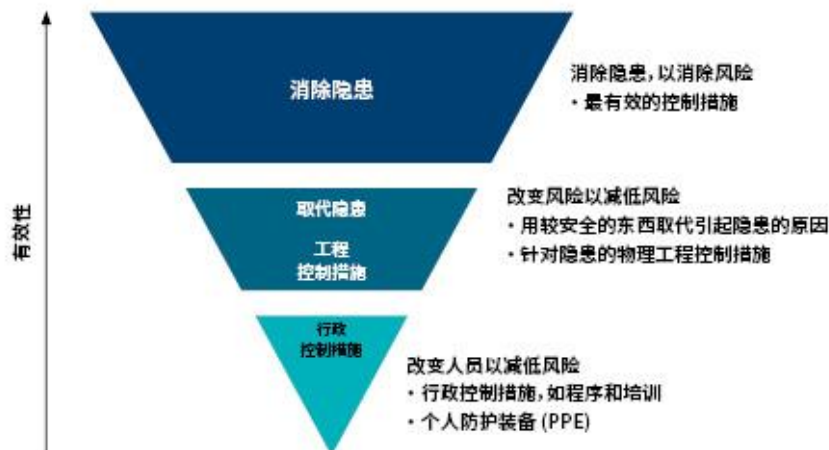 消除隐患
消除隐患,以消除风险
・最有效的控制措施
有效性
取代隐患
工程
控制措施
改变风险以减低风险
・用较安全的东西取代引起隐患的原因
・针对隐患的物理工程控制措施
行政
控制措施
改变人员以减低风险
・行政控制措施,如程序和培训
・个人防护装备 (PPE)